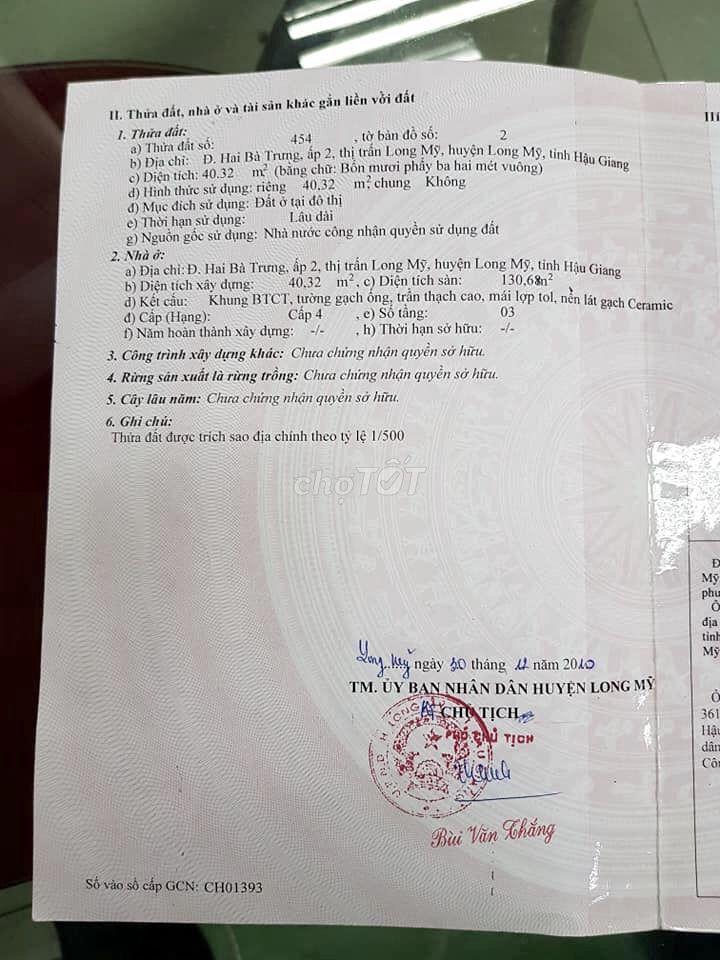 II. Thửa đất, nhà ở và tài sản khác gắn liền với đất
1. Thửa đất:
a) Thửa đất số: 454 , tờ bản đồ số: 2
b) Địa chỉ: Đ. Hai Bà Trưng, ấp 2, thị trấn Long Mỹ, huyện Long Mỹ, tỉnh Hậu Giang
c) Diện tích: 40.32 m² (bằng chữ: Bốn mươi phẩy ba hai mét vuông)
d) Hình thức sử dụng: riêng 40,32 m²; chung Không
đ) Mục đích sử dụng: Đất ở tại đô thị
e) Thời hạn sử dụng: Lâu dài
g) Nguồn gốc sử dụng: Nhà nước công nhận quyền sử dụng đất
2. Nhà ở:
a) Địa chỉ: Đ. Hai Bà Trưng, ấp 2, thị trấn Long Mỹ, huyện Long Mỹ, tỉnh Hậu Giang
b) Diện tích xây dựng: 40,32 m² , c) Diện tích sàn: 130,68m²
d) Kết cấu: Khung BTCT, tường gạch ống, trần thạch cao, mái lợp tol, nền lát gạch Ceramic
đ) Cấp (Hạng): Cấp 4 , e) Số tầng: 03
f) Năm hoàn thành xây dựng: -/- , h) Thời hạn sở hữu: -/-
3. Công trình xây dựng khác: Chưa chứng nhận quyền sở hữu.
4. Rừng sản xuất là rừng trồng: Chưa chứng nhận quyền sở hữu.
5. Cây lâu năm: Chưa chứng nhận quyền sở hữu.
6. Ghi chú:
Thửa đất được trích sao địa chính theo tỷ lệ 1/500
chợTỐT
Long Mỹ ngày 30 tháng 12 năm 2010
TM. ỦY BAN NHÂN DÂN HUYỆN LONG MỸ
CHỦ TỊCH
PHÓ CHỦ TỊCH
Bùi Văn Thắng
Số vào sổ cấp GCN: CH01393
III
Mỹ
phư
địa
tỉnh
Mỹ
361
Hậu
dân
Côn